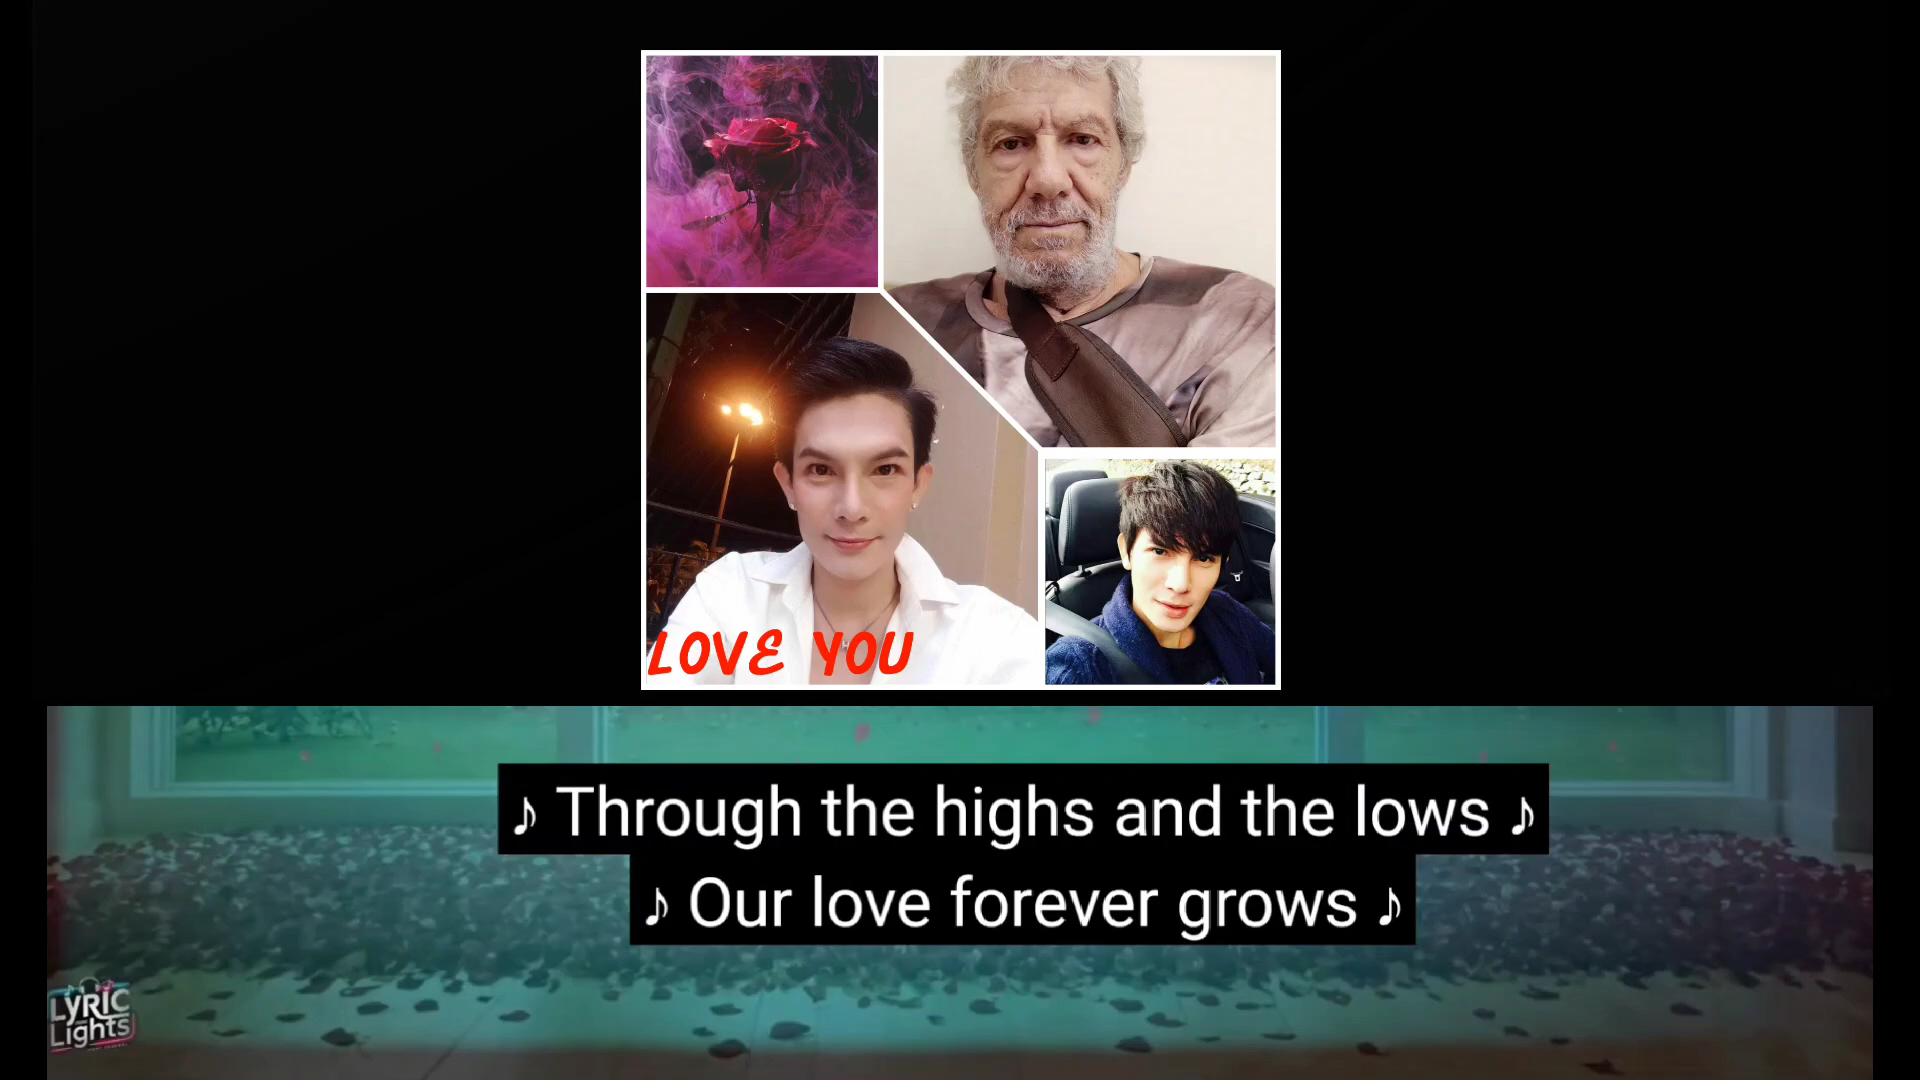 LOVE YOU
♪ Through the highs and the lows ♪
♪ Our love forever grows ♪
LYRIC
Lights